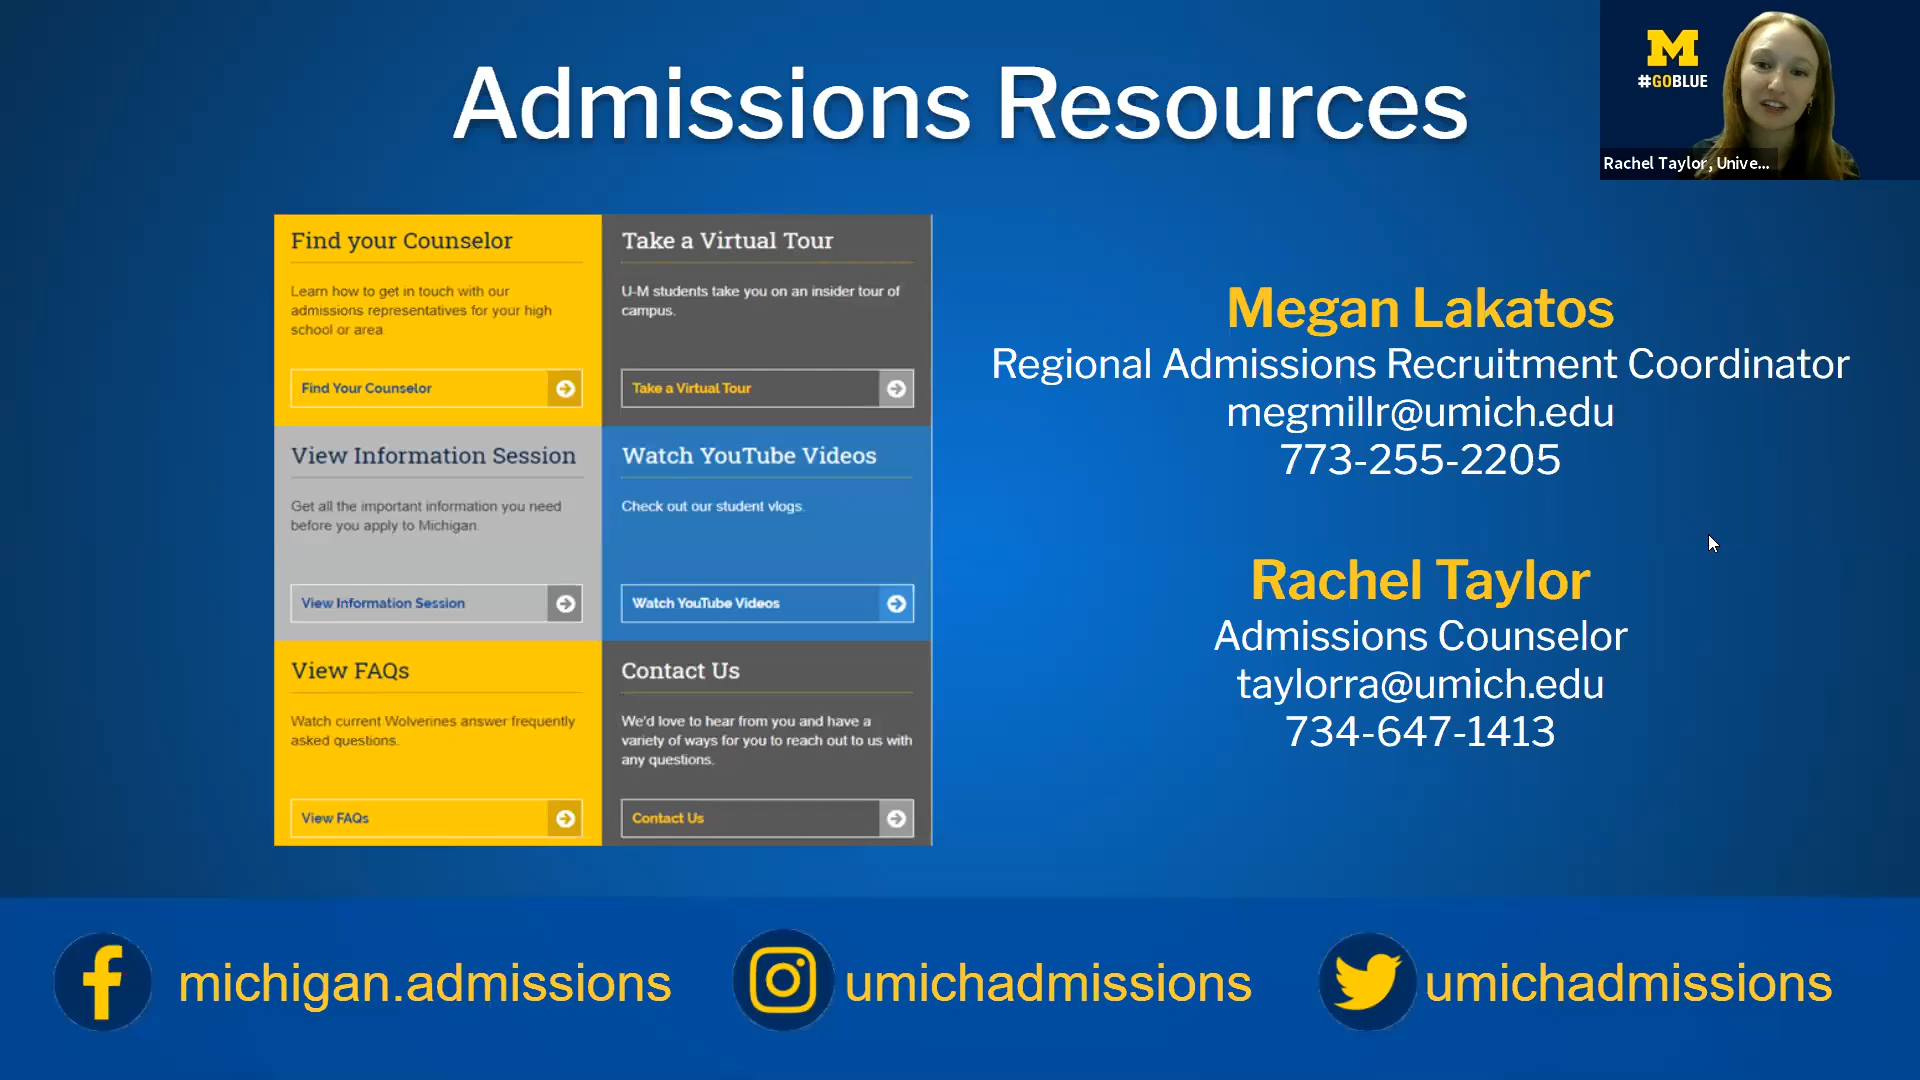 Admissions Resources
M
#GOBLUE
Rachel Taylor, Unive...
Find your Counselor
Learn how to get in touch with our
admissions representatives for your high
school or area.
Find Your Counselor
Take a Virtual Tour
U-M students take you on an insider tour of
campus.
Take a Virtual Tour
View Information Session
Get all the important information you need
before you apply to Michigan.
View Information Session
Watch YouTube Videos
Check out our student vlogs.
Watch YouTube Videos
View FAQs
Watch current Wolverines answer frequently
asked questions.
View FAQs
Contact Us
We'd love to hear from you and have a
variety of ways for you to reach out to us with
any questions.
Contact Us
Megan Lakatos
Regional Admissions Recruitment Coordinator
megmillr@umich.edu
773-255-2205
Rachel Taylor
Admissions Counselor
taylorra@umich.edu
734-647-1413
michigan.admissions
umichadmissions
umichadmissions